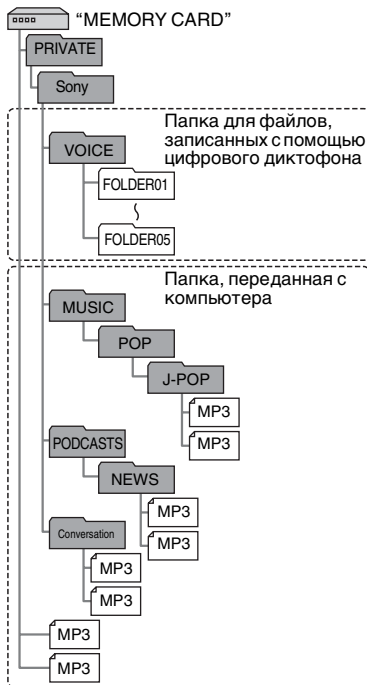 “MEMORY CARD”
PRIVATE
Sony
Папка для файлов,
записанных с помощью
цифрового диктофона
VOICE
FOLDER01
FOLDER05
Папка, переданная с
компьютера
MUSIC
POP
J-POP
MP3
MP3
PODCASTS
NEWS
MP3
MP3
Conversation
MP3
MP3
MP3
MP3